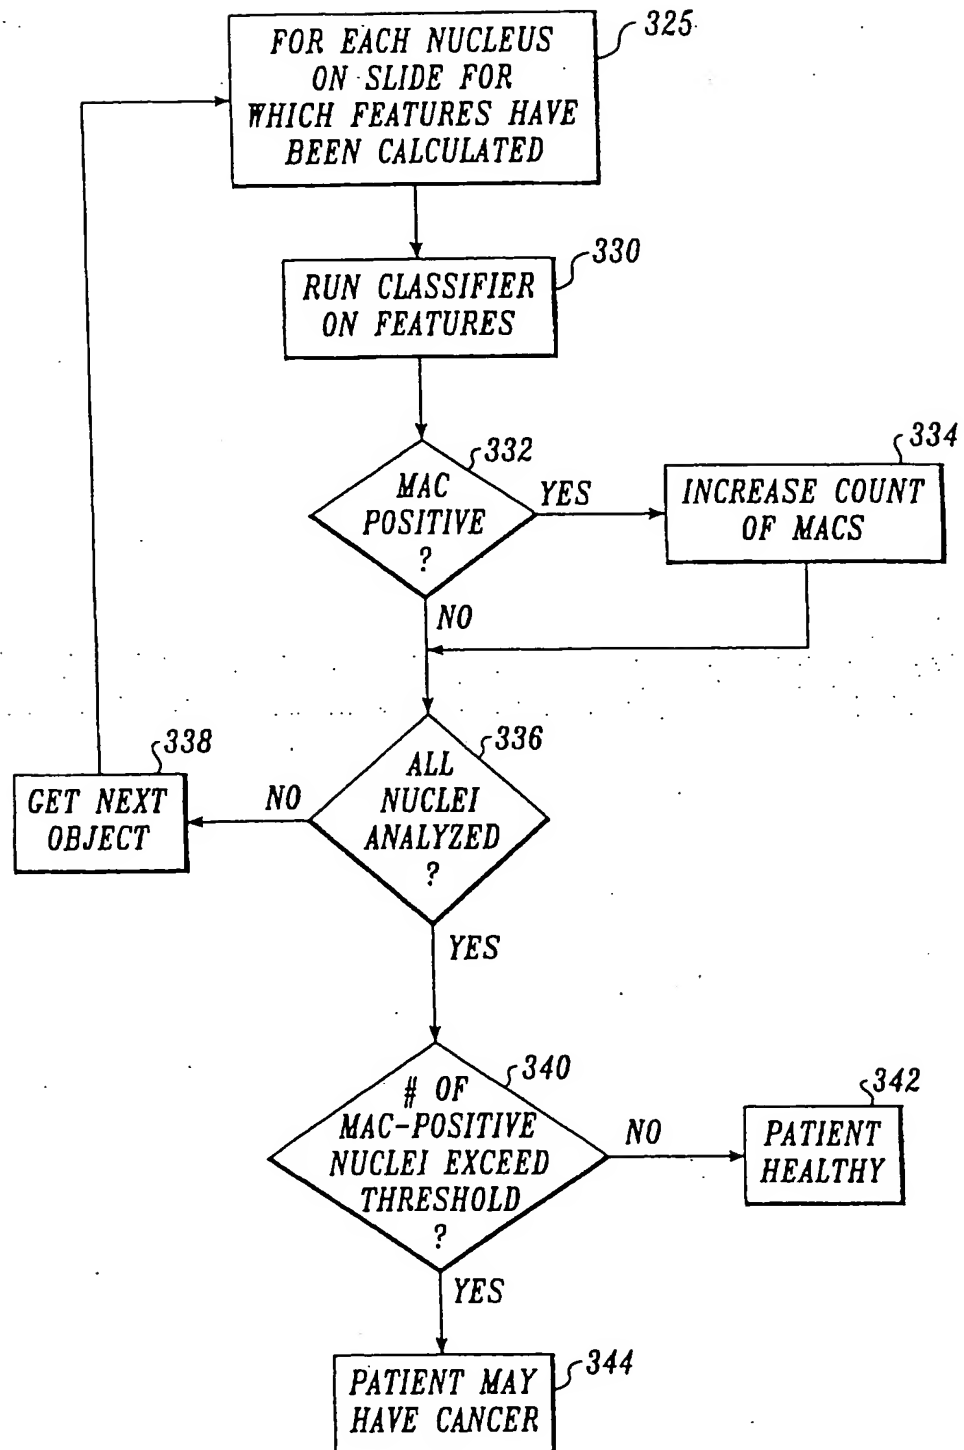 FOR EACH NUCLEUS
ON SLIDE FOR
WHICH FEATURES HAVE
BEEN CALCULATED
325
RUN CLASSIFIER
ON FEATURES
330
MAC
POSITIVE
?
332
YES
INCREASE COUNT
OF MACS
334
NO
ALL
NUCLEI
ANALYZED
?
336
NO
GET NEXT
OBJECT
338
YES
# OF
MAC-POSITIVE
NUCLEI EXCEED
THRESHOLD
?
340
NO
PATIENT
HEALTHY
342
YES
PATIENT MAY
HAVE CANCER
344